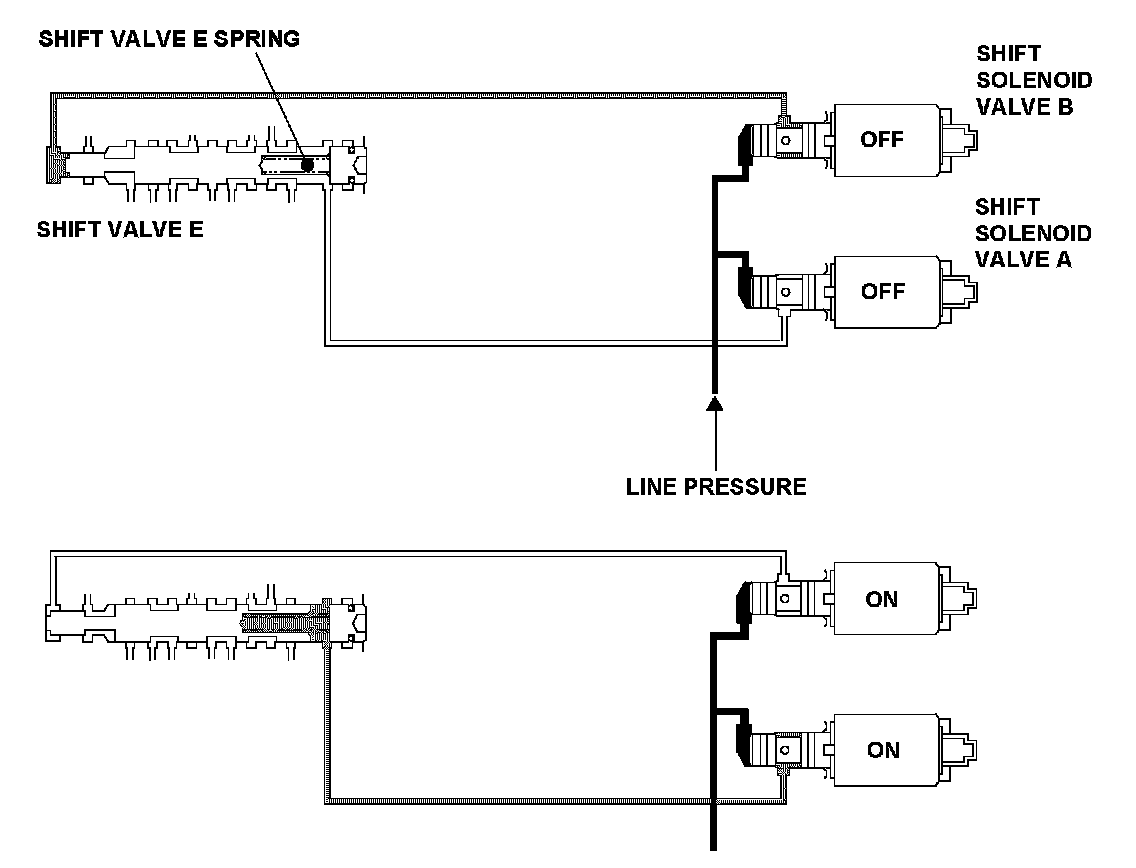 SHIFT VALVE E SPRING
SHIFT
SOLENOID
VALVE B
OFF
SHIFT VALVE E
SHIFT
SOLENOID
VALVE A
OFF
LINE PRESSURE
ON
ON